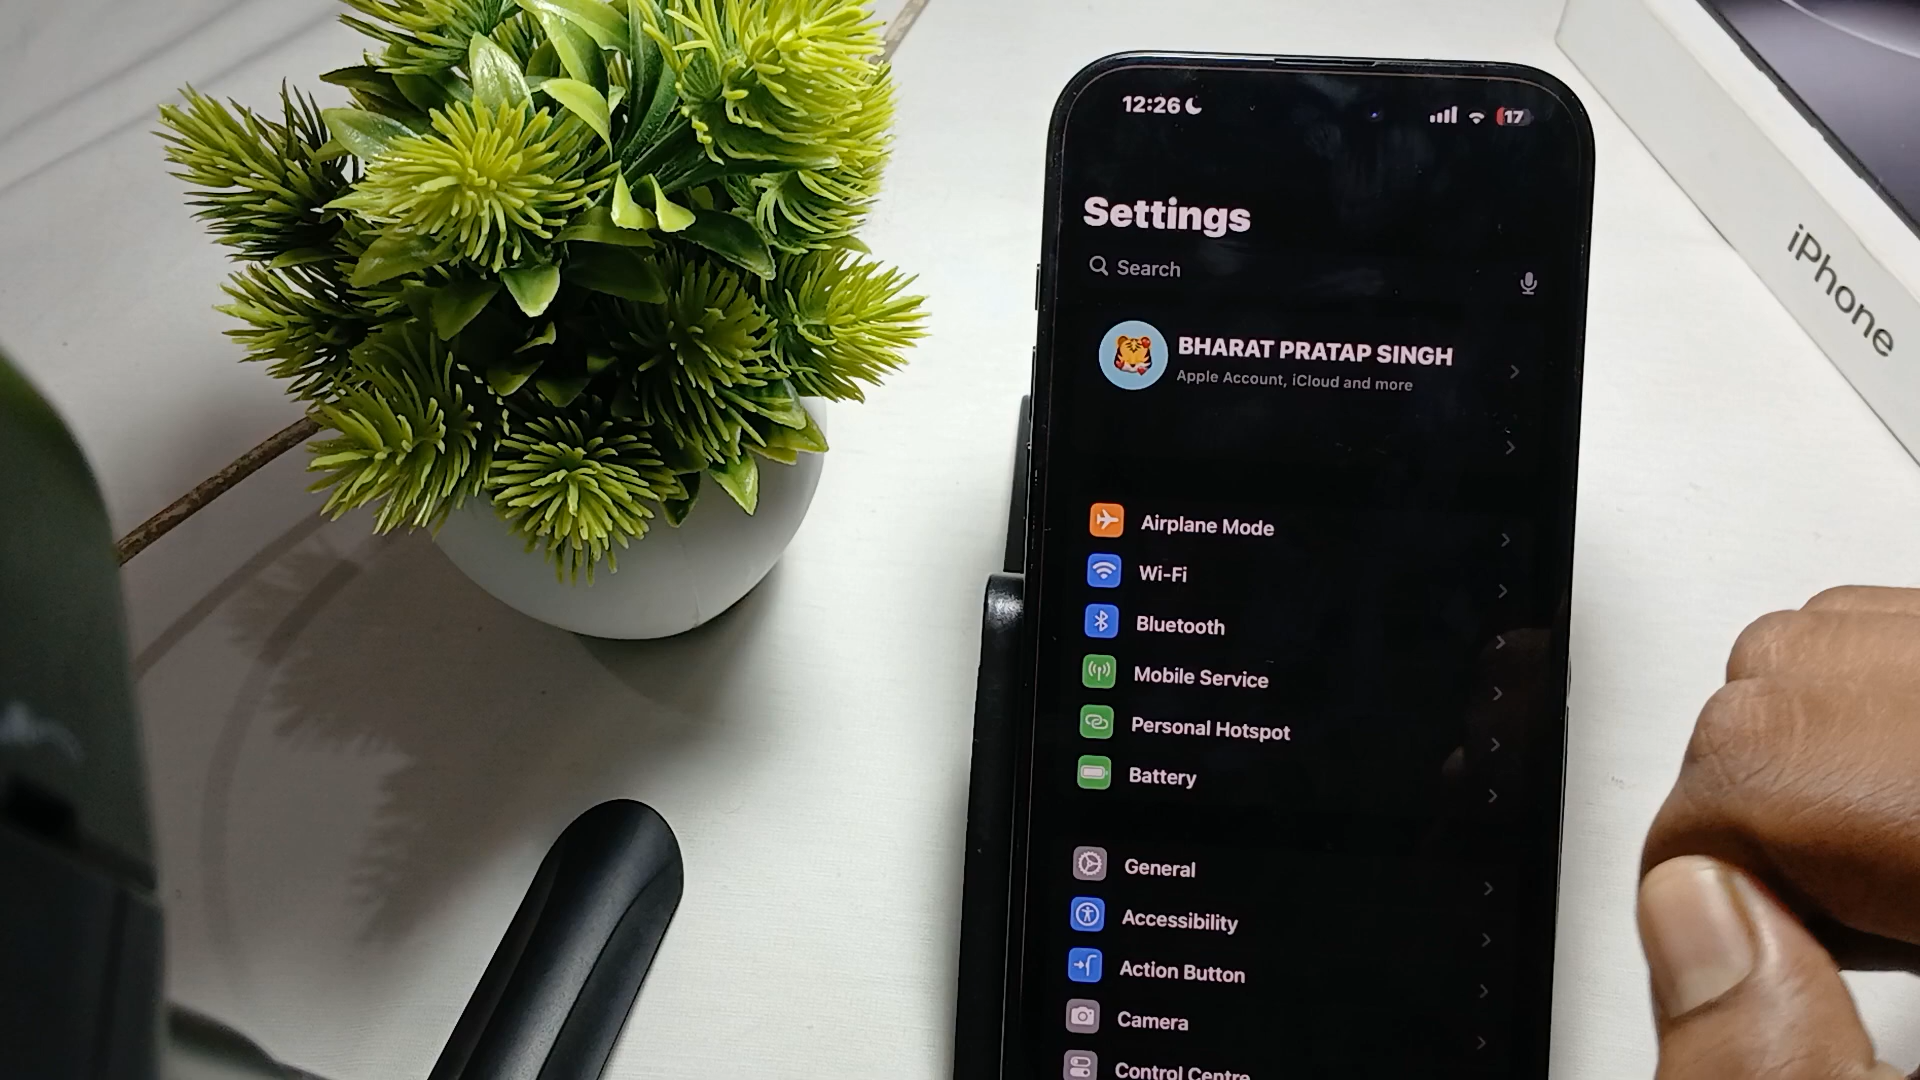 12:26
17
Settings
Search
BHARAT PRATAP SINGH
Apple Account, iCloud and more
Airplane Mode
Wi-Fi
Bluetooth
Mobile Service
Personal Hotspot
Battery
General
Accessibility
Action Button
Camera
Control Centre
iPhone